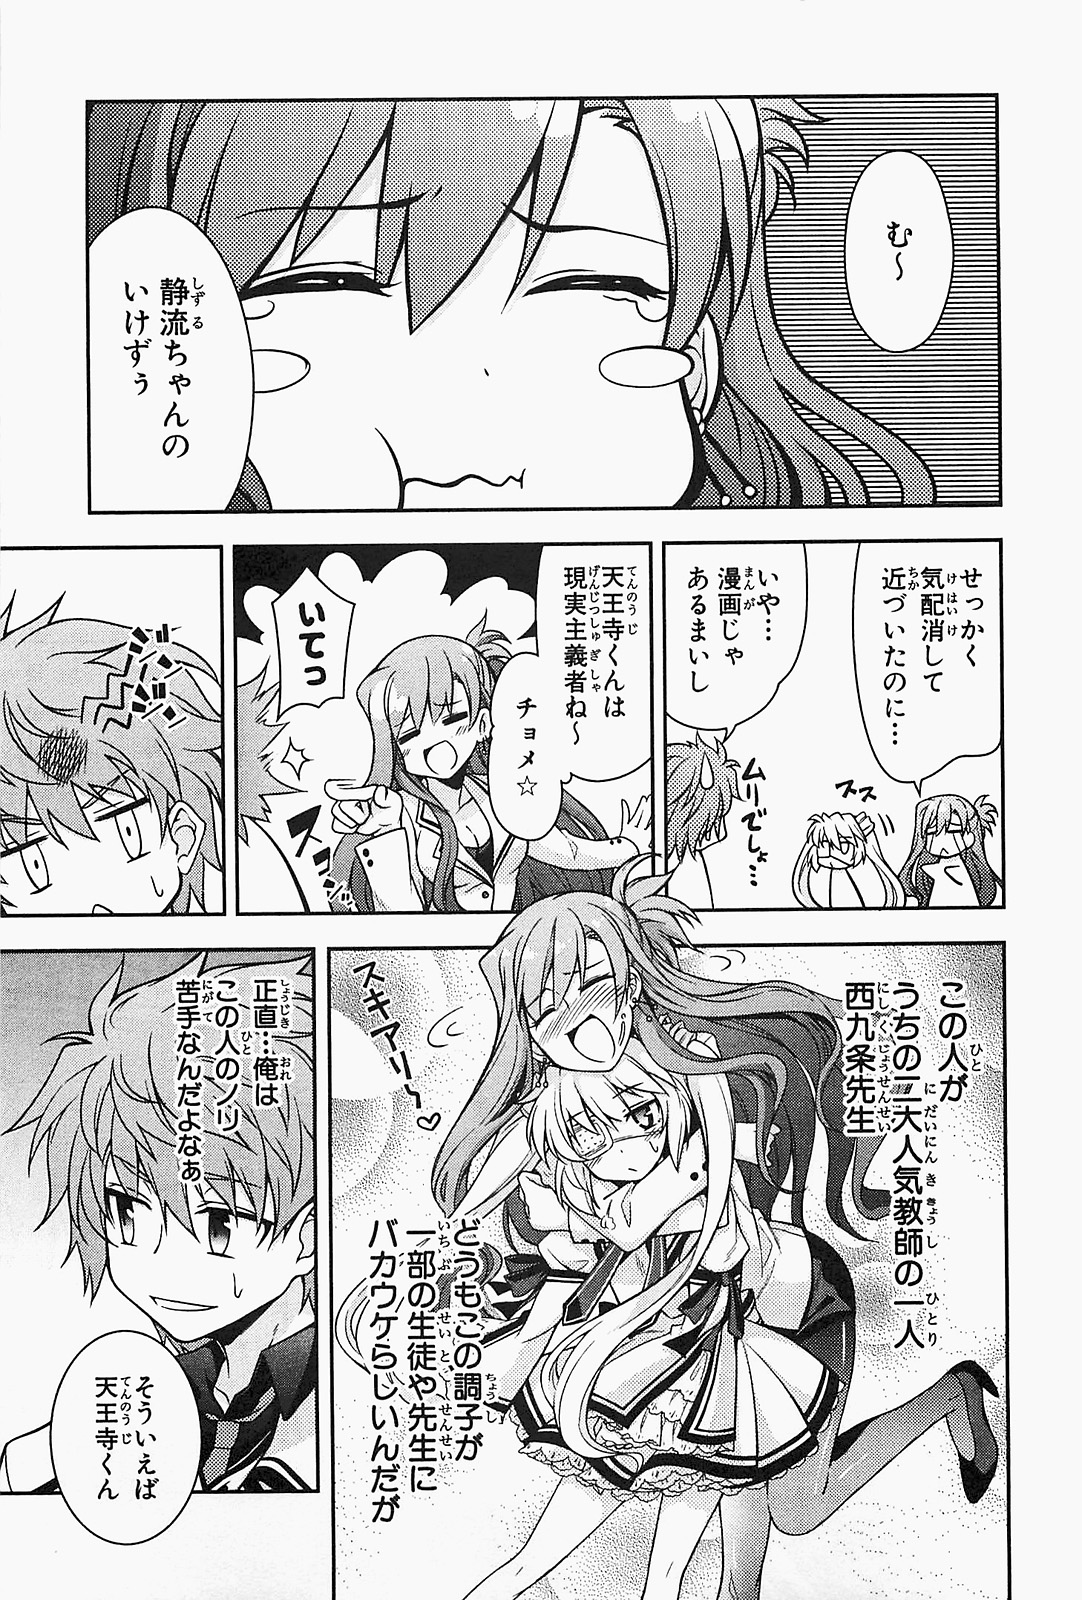 む〜
静流ちゃんの
いけずぅ
せっかく
気配消して
近づいたのに…
スス
いや…
漫画じゃ
あるまいし
ムリでしょ…
天王寺くんは
現実主義者ね〜
チョメ☆
いてっ
ズコン
この人が
うちの二大人気教師の一人
西九条先生
スキアリ〜♡
どうもこの調子が
一部の生徒や先生に
バカウケらしいんだが
正直…俺は
この人のノリ
苦手なんだよなぁ
そういえば
天王寺くん